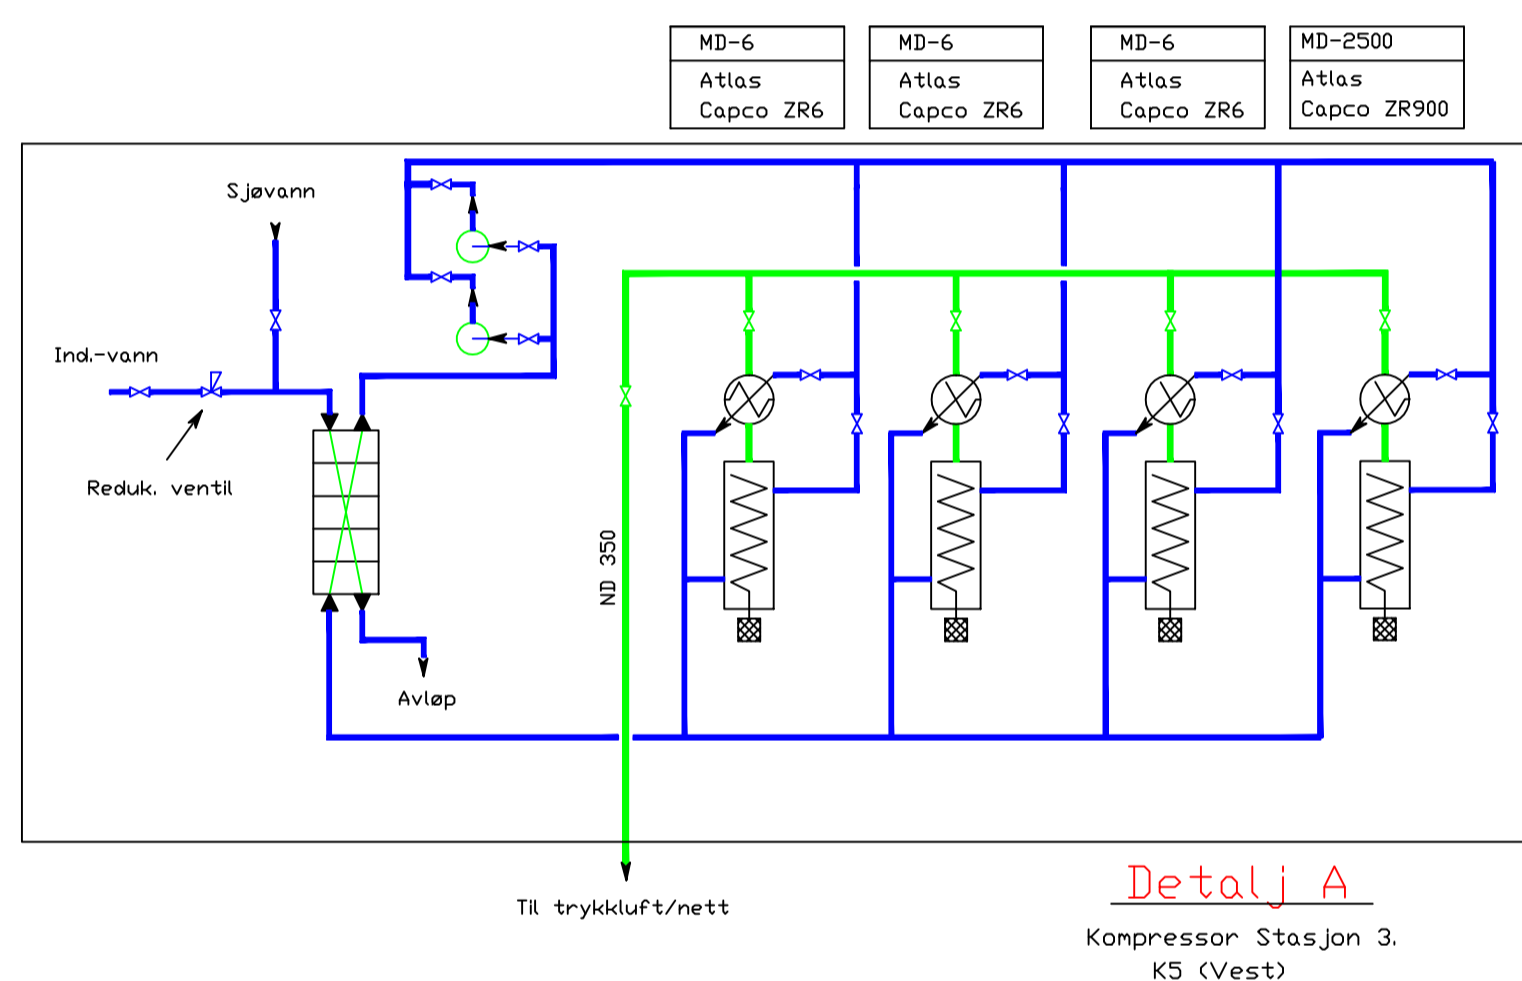 MD-6
Atlas
Capco ZR6
MD-6
Atlas
Capco ZR6
MD-6
Atlas
Capco ZR6
MD-2500
Atlas
Capco ZR900
Sjøvann
Ind.-vann
Reduk. ventil
Avløp
ND 350
Til trykkluft/nett
Detalj A
Kompressor Stasjon 3.
K5 (Vest)